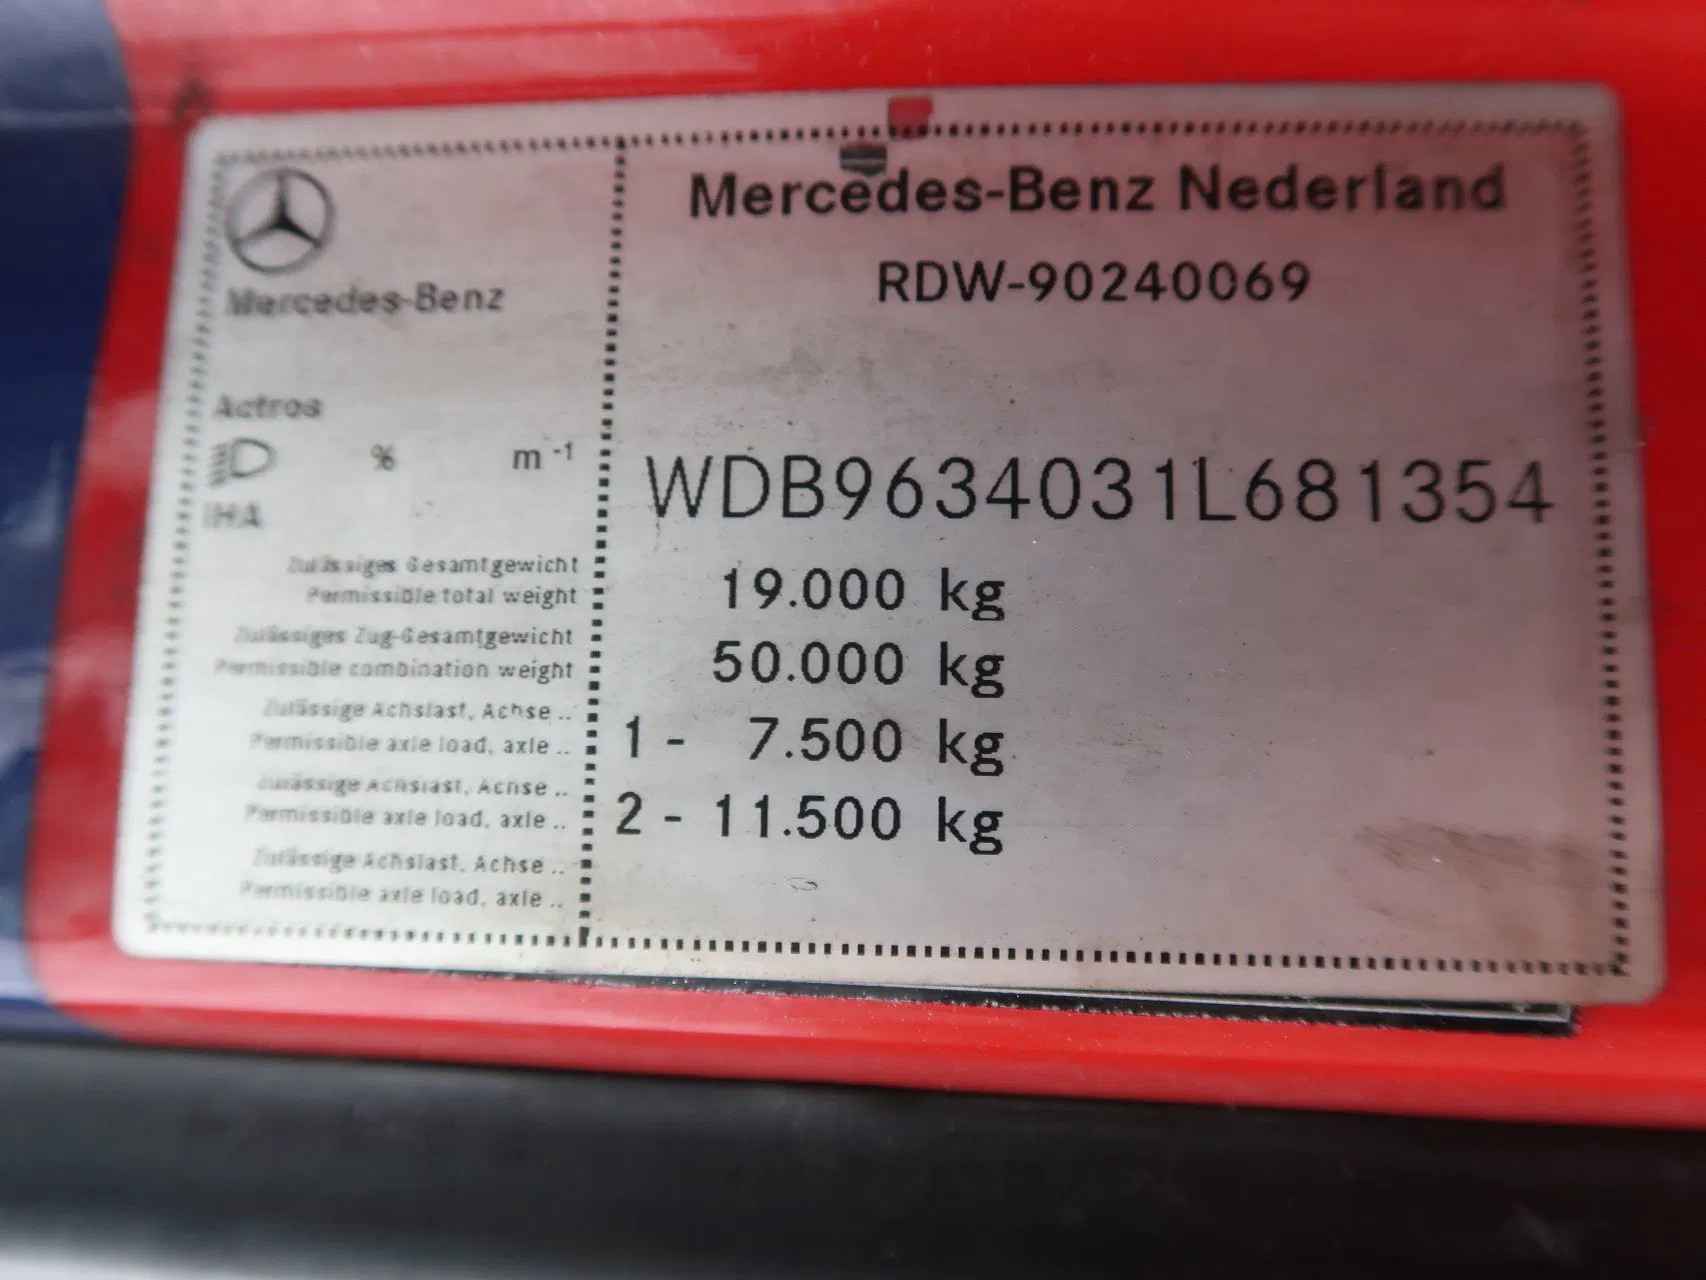 Mercedes-Benz
Actros
% m-1
IHA
Zulässiges Gesamtgewicht
Permissible total weight
Zulässiges Zug-Gesamtgewicht
Permissible combination weight
Zulässige Achslast, Achse ..
Permissible axle load, axle ..
Zulässige Achslast, Achse ..
Permissible axle load, axle ..
Zulässige Achslast, Achse ..
Permissible axle load, axle ..
Mercedes-Benz Nederland
RDW-90240069
WDB9634031L681354
19.000 kg
50.000 kg
1 - 7.500 kg
2 - 11.500 kg